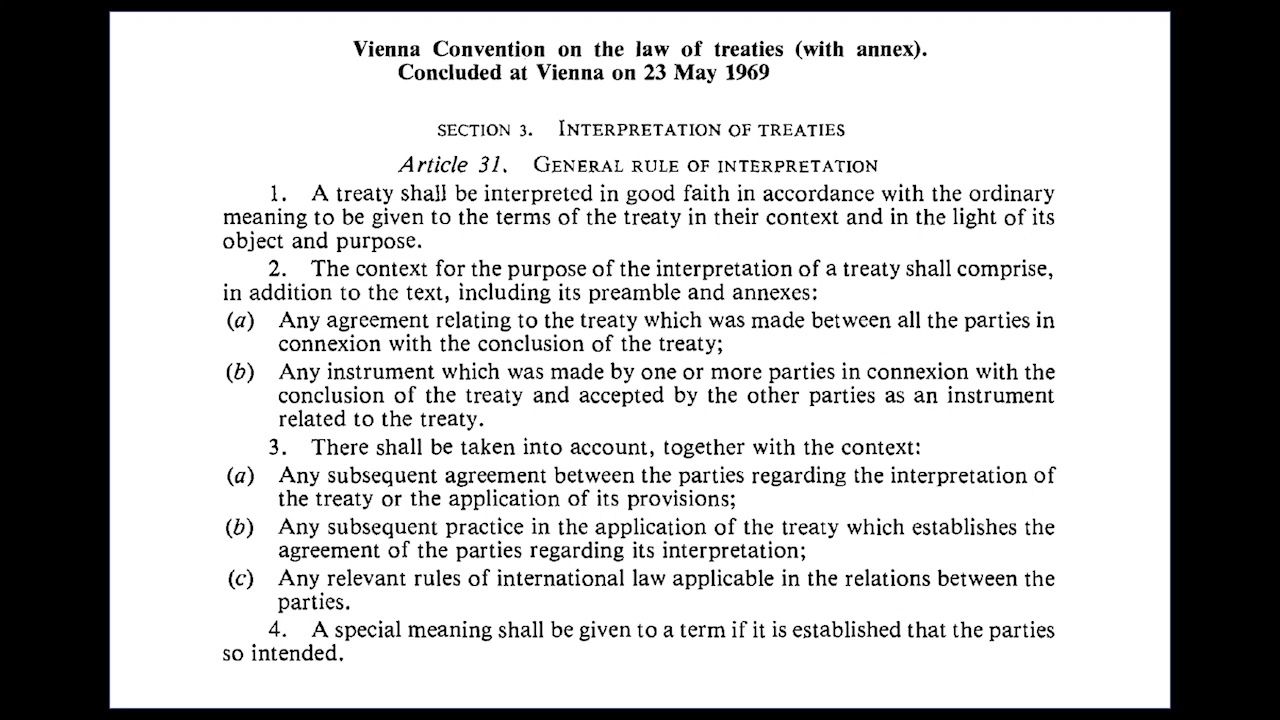 Vienna Convention on the law of treaties (with annex).
Concluded at Vienna on 23 May 1969
SECTION 3. INTERPRETATION OF TREATIES
Article 31. GENERAL RULE OF INTERPRETATION
1. A treaty shall be interpreted in good faith in accordance with the ordinary
meaning to be given to the terms of the treaty in their context and in the light of its
object and purpose.
2. The context for the purpose of the interpretation of a treaty shall comprise,
in addition to the text, including its preamble and annexes:
(a) Any agreement relating to the treaty which was made between all the parties in
connexion with the conclusion of the treaty;
(b) Any instrument which was made by one or more parties in connexion with the
conclusion of the treaty and accepted by the other parties as an instrument
related to the treaty.
3. There shall be taken into account, together with the context:
(a) Any subsequent agreement between the parties regarding the interpretation of
the treaty or the application of its provisions;
(b) Any subsequent practice in the application of the treaty which establishes the
agreement of the parties regarding its interpretation;
(c) Any relevant rules of international law applicable in the relations between the
parties.
4. A special meaning shall be given to a term if it is established that the parties
so intended.